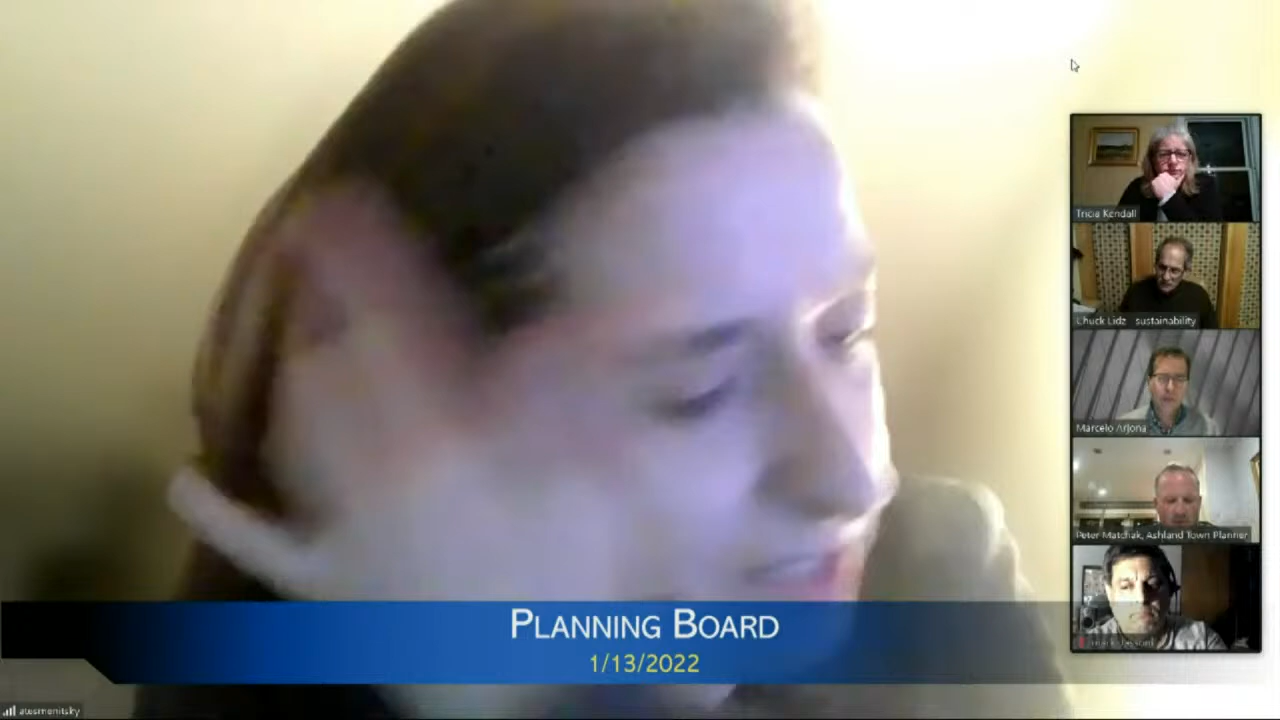 Tricia Kendall
Chuck Lidz - sustainability
Marcelo Arjona
Peter Matchak, Ashland Town Planner
PLANNING BOARD
1/13/2022
atesmenitsky